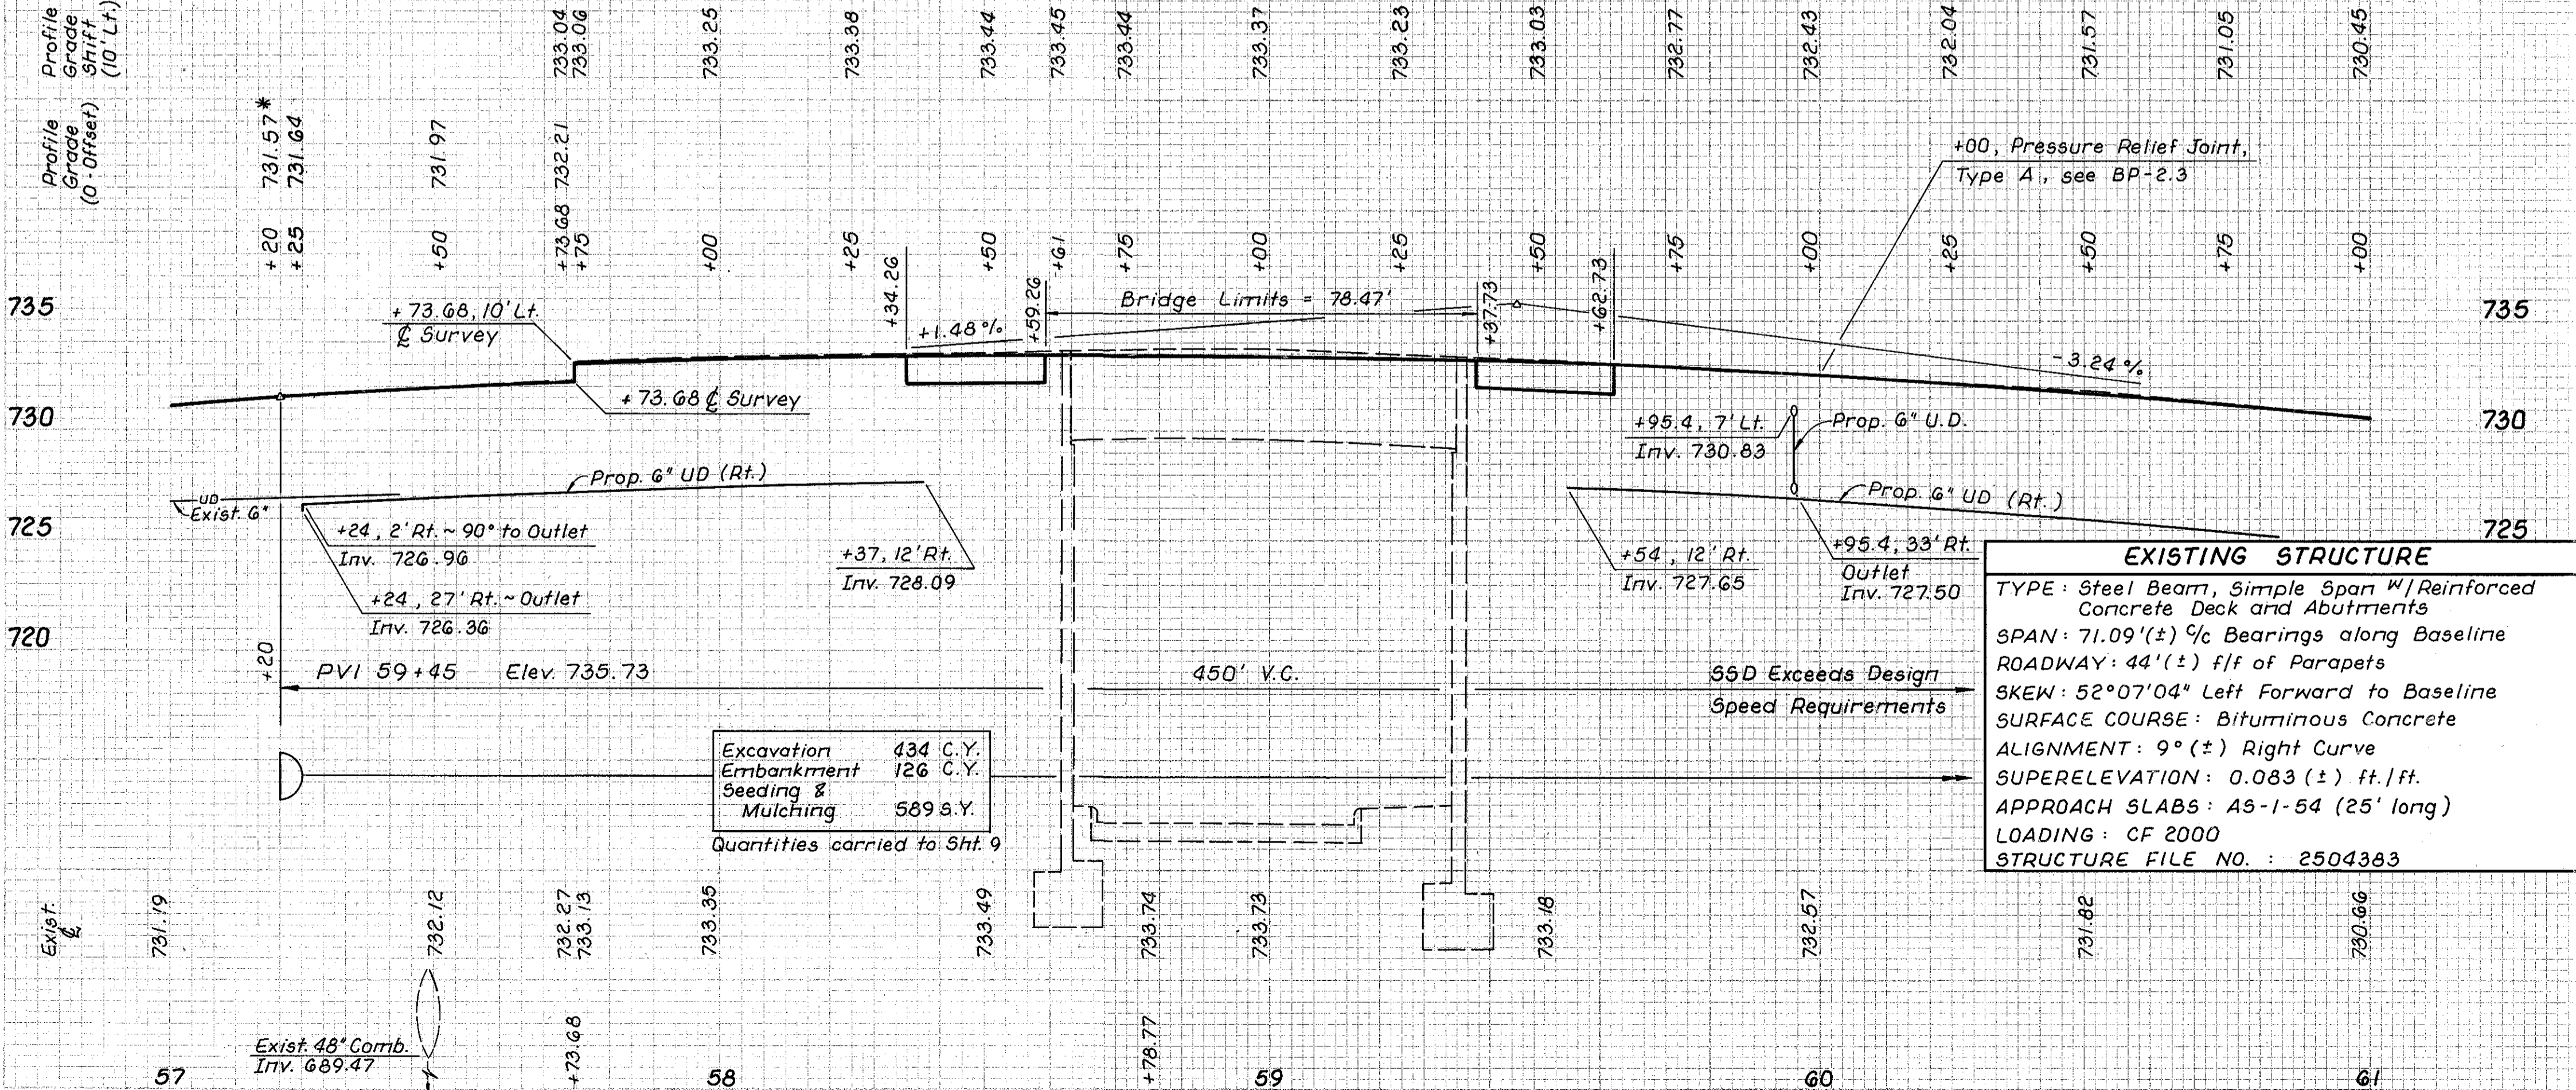 Profile
Grade
Shift
(10' Lt.)
733.04
733.06
733.25
733.38
733.44
733.45
733.44
733.37
733.23
733.03
732.77
732.43
732.04
731.57
731.05
730.45
Profile
Grade
(0-Offset)
731.57*
731.64
731.97
732.21
+20
+25
+50
+73.68
+75
+00
+25
+50
+61
+75
+00
+25
+50
+75
+00
+25
+50
+75
+00
+00, Pressure Relief Joint,
Type A, see BP-2.3
+34.26
+59.26
+37.73
+62.73
735
735
+73.68, 10' Lt.
℄ Survey
+1.48%
Bridge Limits = 78.47'
-3.24%
+73.68 ℄ Survey
730
730
+95.4, 7' Lt.
Inv. 730.83
Prop. 6" U.D.
UD
Exist. 6"
Prop. 6" UD (Rt.)
Prop. 6" UD (Rt.)
725
725
+24, 2' Rt. ~ 90° to Outlet
Inv. 726.96
+24, 27' Rt. ~ Outlet
Inv. 726.36
+37, 12' Rt.
Inv. 728.09
+54, 12' Rt.
Inv. 727.65
+95.4, 33' Rt.
Outlet
Inv. 727.50
720
+20
PVI 59+45 Elev. 735.73
450' V.C.
SSD Exceeds Design
Speed Requirements
EXISTING STRUCTURE
TYPE: Steel Beam, Simple Span W/Reinforced
Concrete Deck and Abutments
SPAN: 71.09'(±) c/c Bearings along Baseline
ROADWAY: 44'(±) f/f of Parapets
SKEW: 52°07'04" Left Forward to Baseline
SURFACE COURSE: Bituminous Concrete
ALIGNMENT: 9°(±) Right Curve
SUPERELEVATION: 0.083 (±) ft./ft.
APPROACH SLABS: AS-1-54 (25' long)
LOADING: CF 2000
STRUCTURE FILE NO. : 2504383
Excavation 434 C.Y.
Embankment 126 C.Y.
Seeding &
Mulching 589 S.Y.
Quantities carried to Sht. 9
Exist.
℄
731.19
732.12
732.27
733.13
733.35
733.49
733.74
733.73
733.18
732.57
731.82
730.66
Exist. 48" Comb.
Inv. 689.47
+73.68
+78.77
57
58
59
60
61